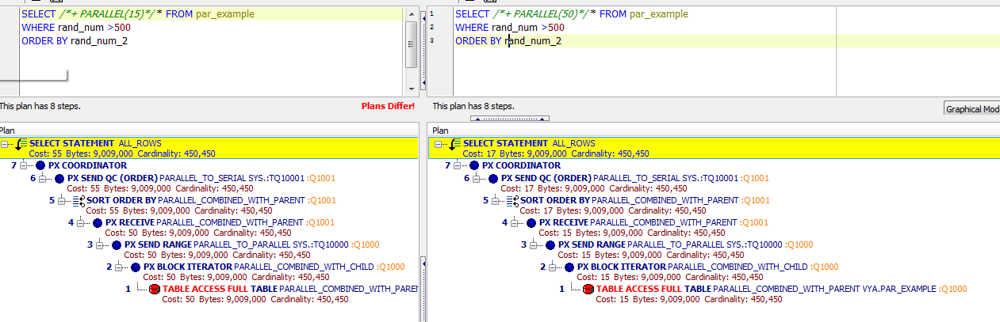 SELECT /*+ PARALLEL(15)*/ * FROM par_example
WHERE rand_num >500
ORDER BY rand_num_2
This plan has 8 steps.
Plans Differ!
Plan
SELECT STATEMENT ALL_ROWS
Cost: 55 Bytes: 9,009,000 Cardinality: 450,450
7 PX COORDINATOR
6 PX SEND QC (ORDER) PARALLEL_TO_SERIAL SYS.:TQ10001 :Q1001
Cost: 55 Bytes: 9,009,000 Cardinality: 450,450
5 SORT ORDER BY PARALLEL_COMBINED_WITH_PARENT :Q1001
Cost: 55 Bytes: 9,009,000 Cardinality: 450,450
4 PX RECEIVE PARALLEL_COMBINED_WITH_PARENT :Q1001
Cost: 50 Bytes: 9,009,000 Cardinality: 450,450
3 PX SEND RANGE PARALLEL_TO_PARALLEL SYS.:TQ10000 :Q1000
Cost: 50 Bytes: 9,009,000 Cardinality: 450,450
2 PX BLOCK ITERATOR PARALLEL_COMBINED_WITH_CHILD :Q1000
Cost: 50 Bytes: 9,009,000 Cardinality: 450,450
1 TABLE ACCESS FULL TABLE PARALLEL_COMBINED_WITH_PAREN
Cost: 50 Bytes: 9,009,000 Cardinality: 450,450
1 SELECT /*+ PARALLEL(50)*/ * FROM par_example
2 WHERE rand_num >500
3 ORDER BY rand_num_2
This plan has 8 steps.
Graphical Mod
Plan
SELECT STATEMENT ALL_ROWS
Cost: 17 Bytes: 9,009,000 Cardinality: 450,450
7 PX COORDINATOR
6 PX SEND QC (ORDER) PARALLEL_TO_SERIAL SYS.:TQ10001 :Q1001
Cost: 17 Bytes: 9,009,000 Cardinality: 450,450
5 SORT ORDER BY PARALLEL_COMBINED_WITH_PARENT :Q1001
Cost: 17 Bytes: 9,009,000 Cardinality: 450,450
4 PX RECEIVE PARALLEL_COMBINED_WITH_PARENT :Q1001
Cost: 15 Bytes: 9,009,000 Cardinality: 450,450
3 PX SEND RANGE PARALLEL_TO_PARALLEL SYS.:TQ10000 :Q1000
Cost: 15 Bytes: 9,009,000 Cardinality: 450,450
2 PX BLOCK ITERATOR PARALLEL_COMBINED_WITH_CHILD :Q1000
Cost: 15 Bytes: 9,009,000 Cardinality: 450,450
1 TABLE ACCESS FULL TABLE PARALLEL_COMBINED_WITH_PARENT VYA.PAR_EXAMPLE :Q1000
Cost: 15 Bytes: 9,009,000 Cardinality: 450,450